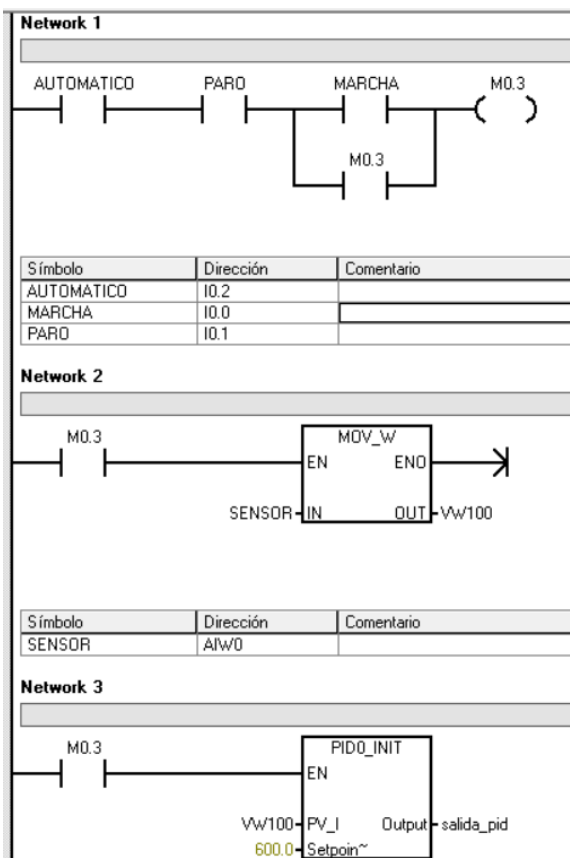 Network 1
AUTOMATICO PARO MARCHA M0.3
M0.3
Símbolo Dirección Comentario
AUTOMATICO I0.2
MARCHA I0.0
PARO I0.1
Network 2
M0.3 MOV_W
EN ENO
SENSOR IN OUT VW100
Símbolo Dirección Comentario
SENSOR AIW0
Network 3
M0.3 PID0_INIT
EN
VW100 PV_I Output salida_pid
600.0 Setpoin~